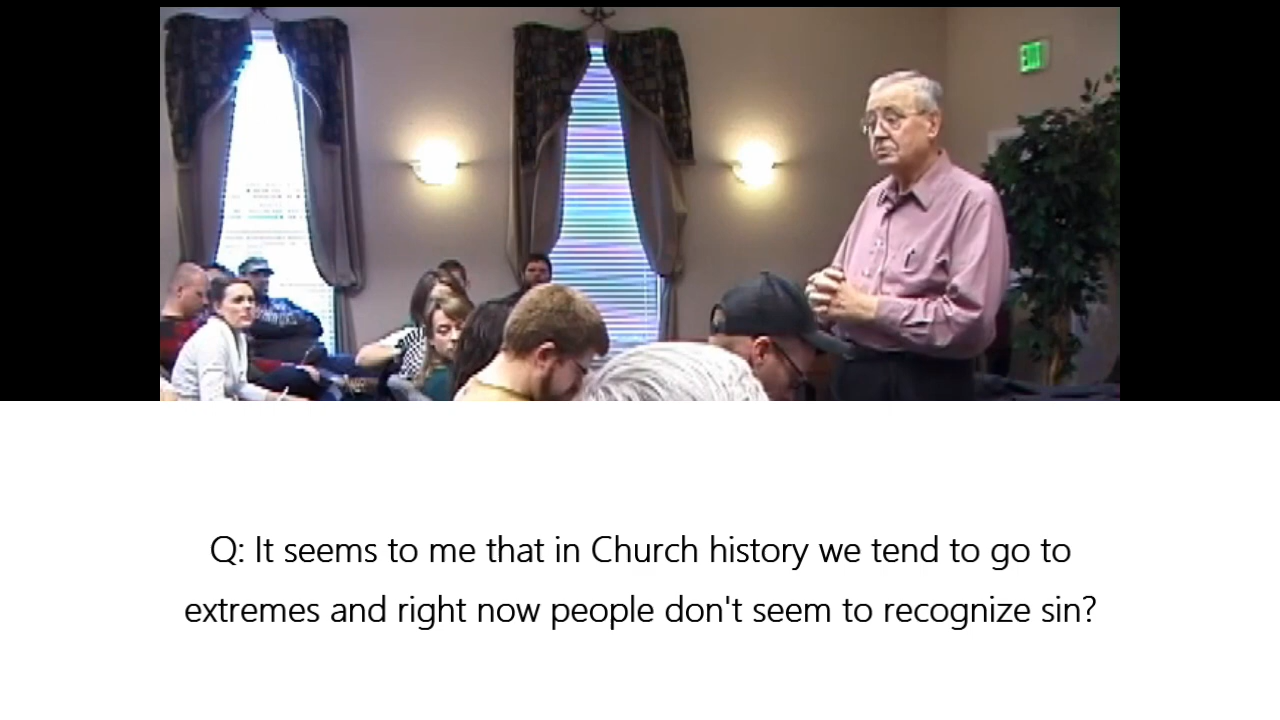 EXIT
Q: It seems to me that in Church history we tend to go to
extremes and right now people don't seem to recognize sin?